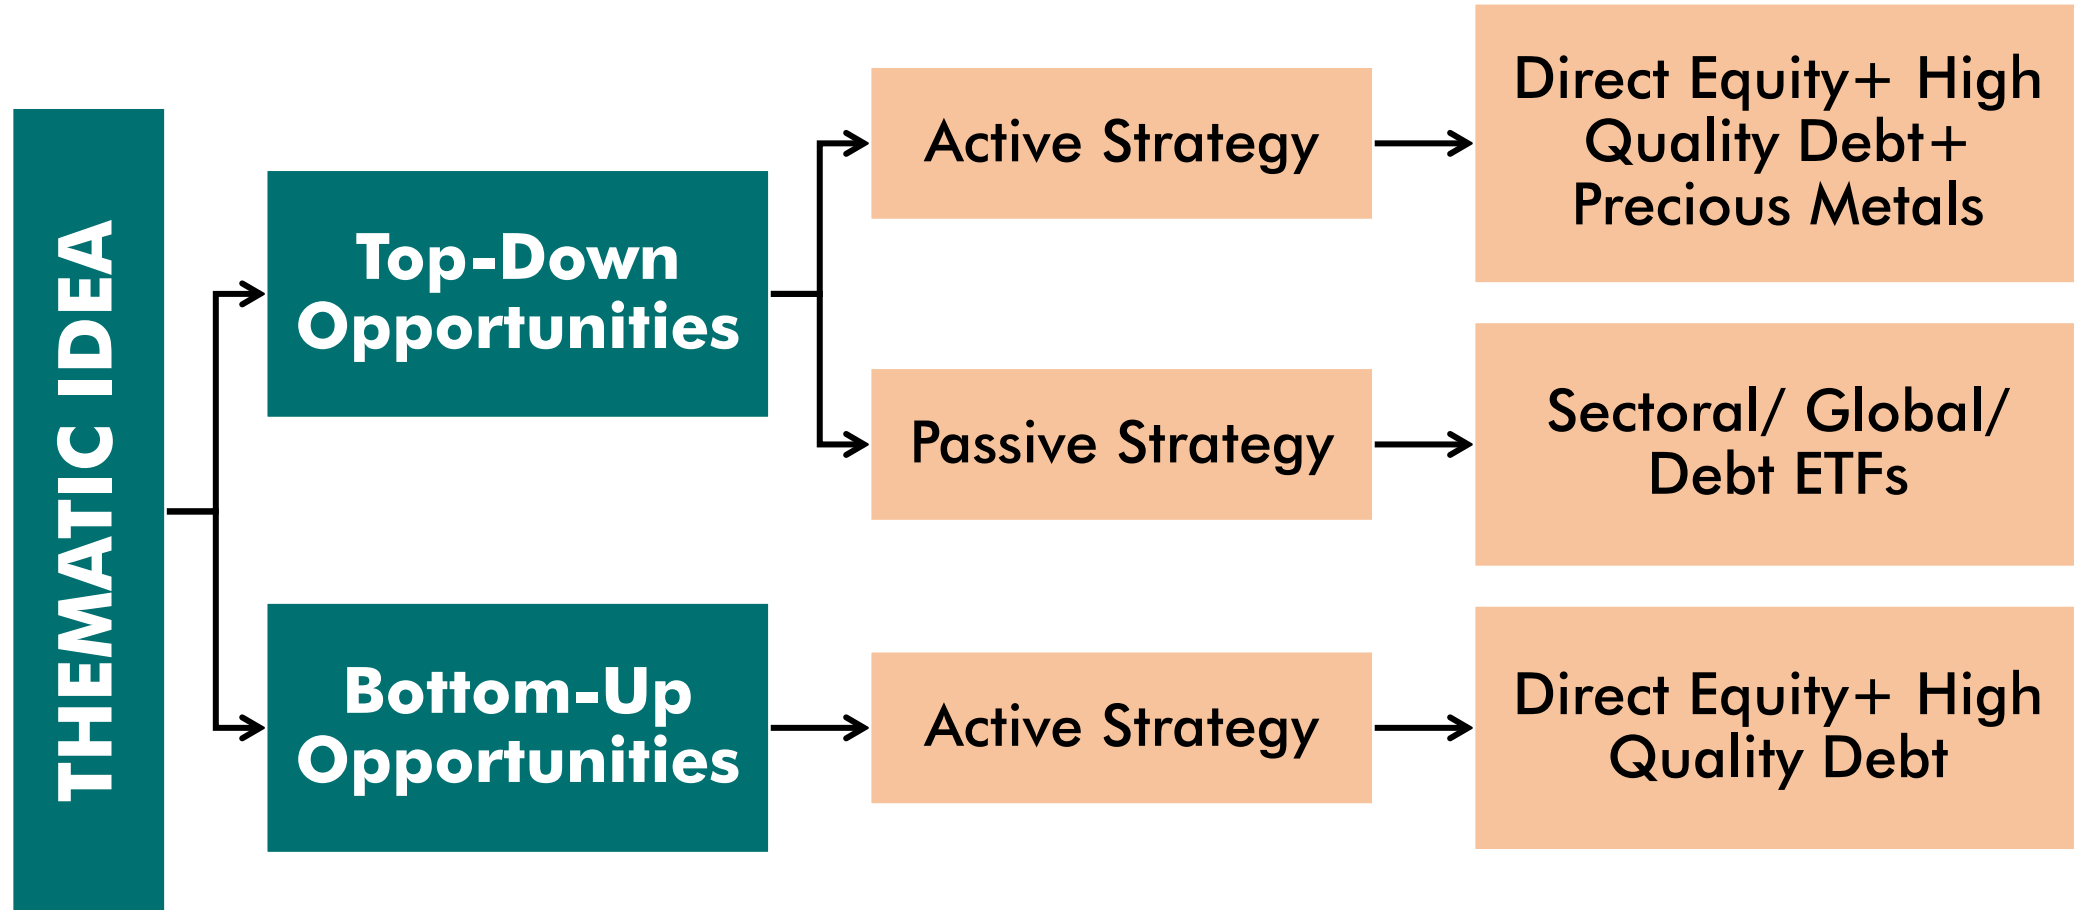 THEMATIC IDEA
Top-Down
Opportunities
Active Strategy
Direct Equity+ High
Quality Debt+
Precious Metals
Passive Strategy
Sectoral/ Global/
Debt ETFs
Bottom-Up
Opportunities
Active Strategy
Direct Equity+ High
Quality Debt